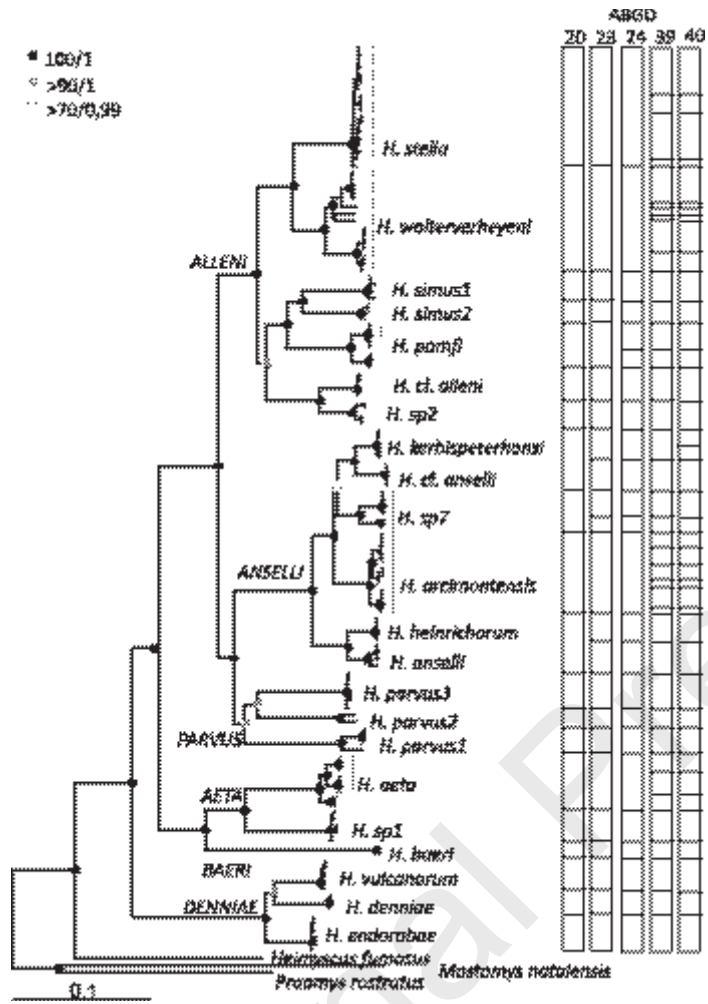 ABGD
20 23 24 39 40
100/1
>90/1
>70/0,99
H. stella
H. walterverheyeni
ALLENI
H. simus1
H. simus2
H. pamfi
H. cf. alleni
H. sp2
H. kerbispeterhansi
H. cf. anselli
H. sp7
ANSELLI
H. arcimontensis
H. heinrichorum
H. anselli
H. parvus3
H. parvus2
PARVUS
H. parvus1
H. aeta
AETA
H. sp1
H. baeri
BAERI
H. vulcanorum
DENNIAE
H. denniae
H. endorobae
Heimyscus fumosus
Mastomys natalensis
Praomys rostratus
0.1